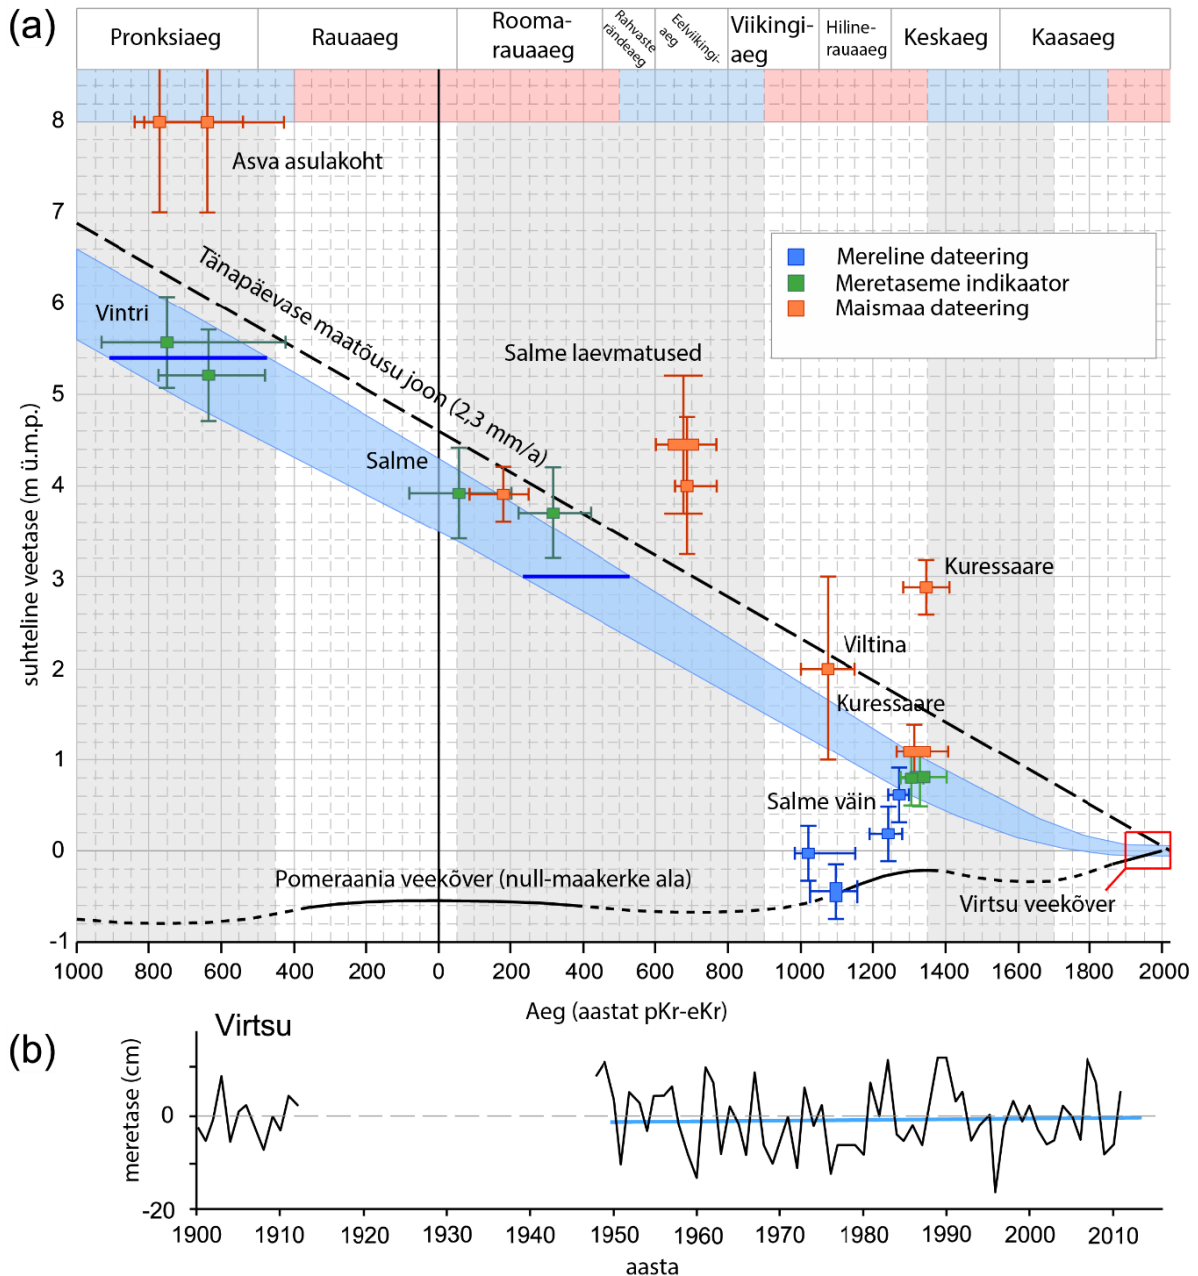 (a)
Pronksiaeg
Rauaaeg
Rooma-
rauaaeg
Rahvaste
rändeaeg
Eelviikingi-
aeg
Viikingi-
aeg
Hiline-
rauaaeg
Keskaeg
Kaasaeg
8
7
6
5
4
3
2
1
0
-1
suhteline veetase (m ü.m.p.)
Asva asulakoht
Tänapäevase maatõusu joon (2,3 mm/a)
Mereline dateering
Meretaseme indikaator
Maismaa dateering
Vintri
Salme laevmatused
Salme
Kuressaare
Viltina
Kuressaare
Salme väin
Pomeraania veekõver (null-maakerke ala)
Virtsu veekõver
1000 800 600 400 200 0 200 400 600 800 1000 1200 1400 1600 1800 2000
Aeg (aastat pKr-eKr)
(b)
Virtsu
meretase (cm)
0
-20
1900 1910 1920 1930 1940 1950 1960 1970 1980 1990 2000 2010
aasta